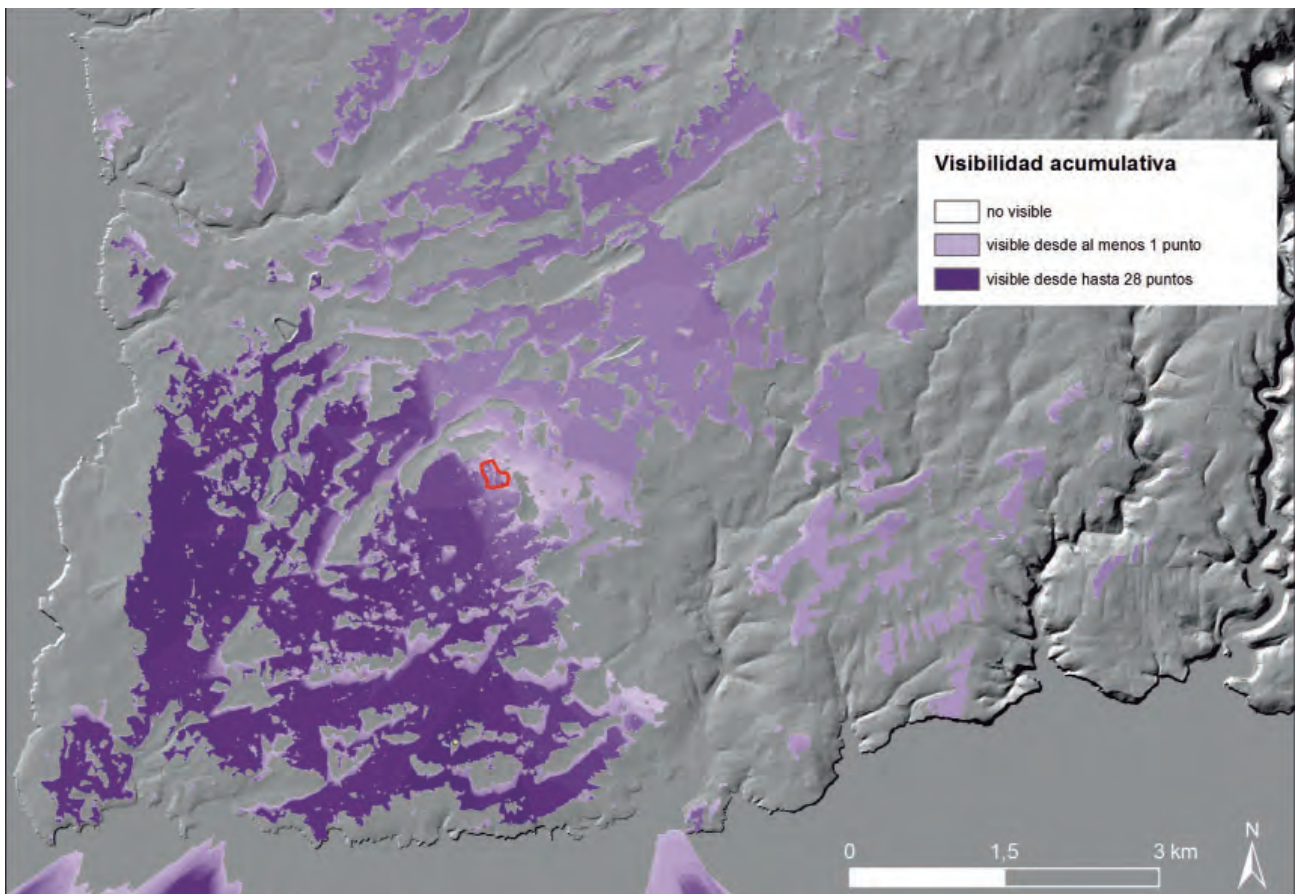 Visibilidad acumulativa
no visible
visible desde al menos 1 punto
visible desde hasta 28 puntos
N
0 1,5 3 km